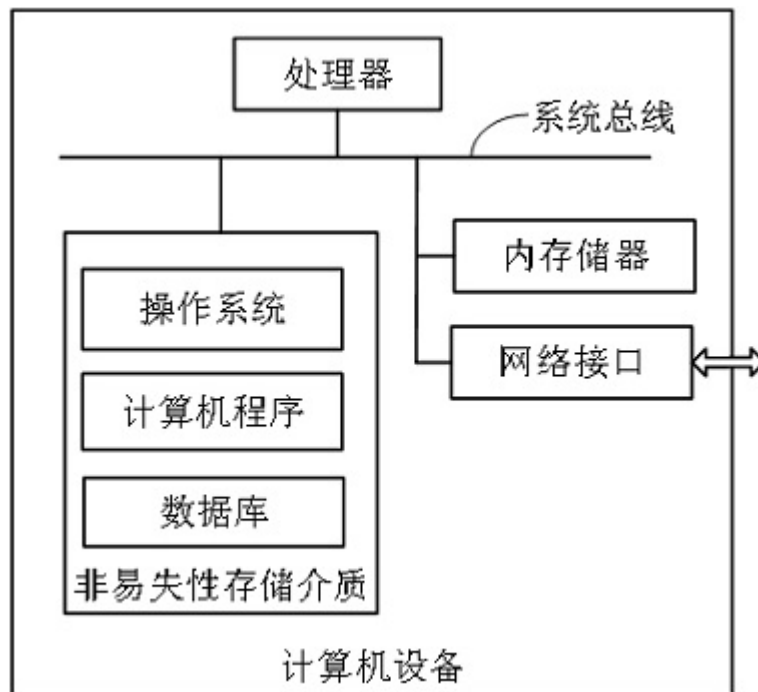 处理器
系统总线
内存储器
操作系统
网络接口
计算机程序
数据库
非易失性存储介质
计算机设备